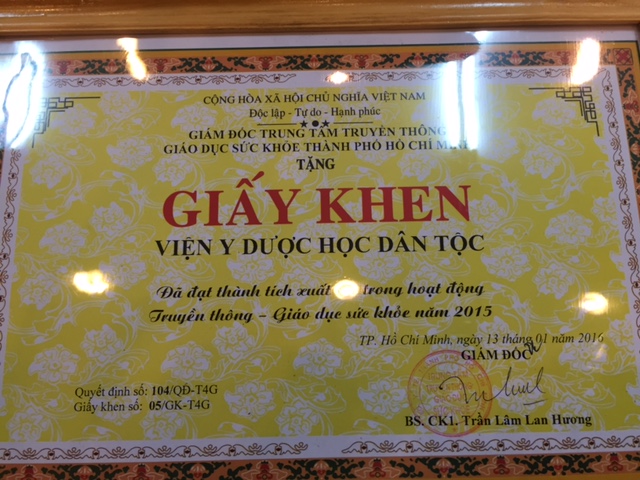 CỘNG HÒA XÃ HỘI CHỦ NGHĨA VIỆT NAM
Độc lập - Tự do - Hạnh phúc
GIÁM ĐỐC TRUNG TÂM TRUYỀN THÔNG
GIÁO DỤC SỨC KHỎE THÀNH PHỐ HỒ CHÍ MINH
TẶNG
GIẤY KHEN
VIỆN Y DƯỢC HỌC DÂN TỘC
Đã đạt thành tích xuất trong hoạt động
Truyền thông – Giáo dục sức khỏe năm 2015
TP. Hồ Chí Minh, ngày 13 tháng 01 năm 2016
GIÁM ĐỐC
Quyết định số: 104/QĐ-T4G
Giấy khen số: 05/GK-T4G
BS. CK1. Trần Lâm Lan Hương